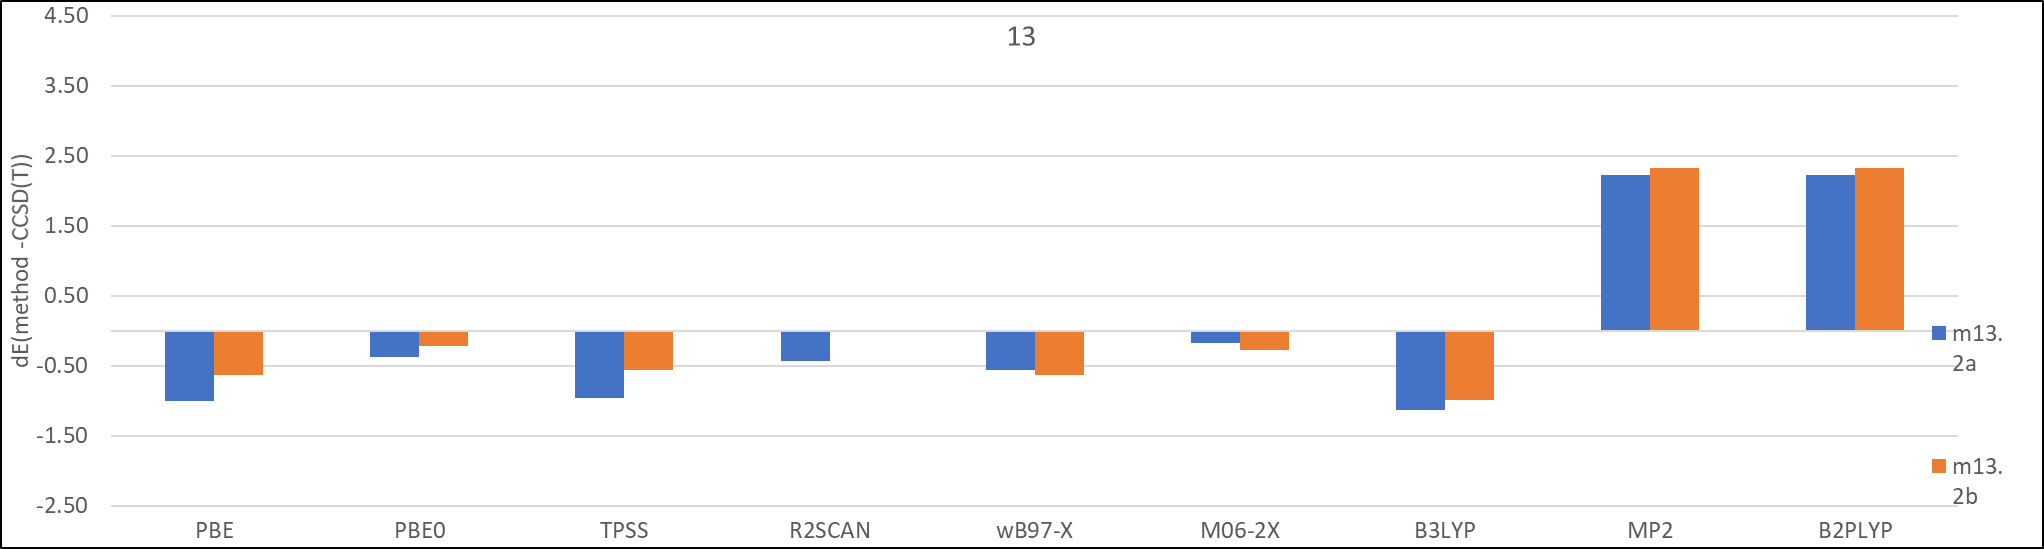 13
4.50
3.50
2.50
1.50
0.50
-0.50
-1.50
-2.50
dE(method -CCSD(T))
PBE PBE0 TPSS R2SCAN wB97-X M06-2X B3LYP MP2 B2PLYP
m13.
2a
m13.
2b